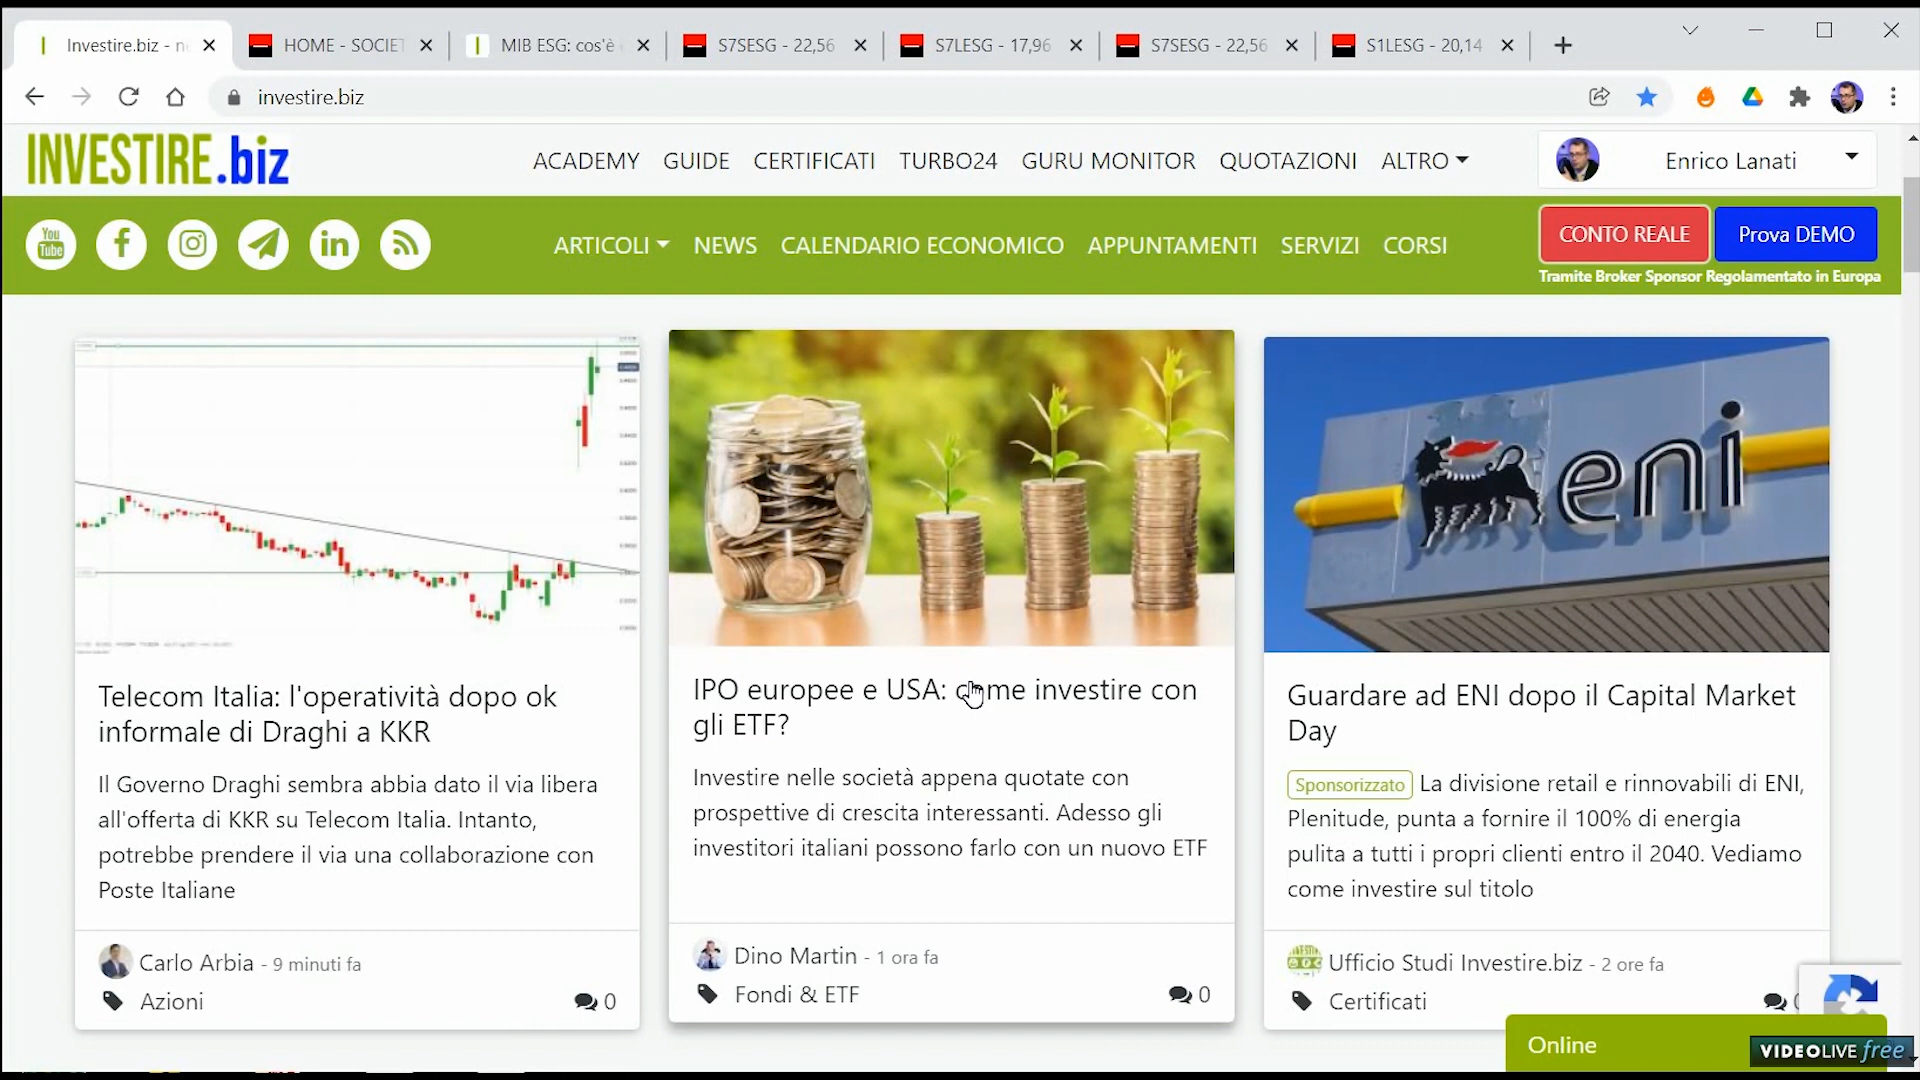 Investire.biz - ne
HOME - SOCIET
MIB ESG: cos'è
S7SESG - 22,56
S7LESG - 17,96
S7SESG - 22,56
S1LESG - 20,14
investire.biz
INVESTIRE.biz
ACADEMY GUIDE CERTIFICATI TURBO24 GURU MONITOR QUOTAZIONI ALTRO
Enrico Lanati
You Tube
ARTICOLI NEWS CALENDARIO ECONOMICO APPUNTAMENTI SERVIZI CORSI
CONTO REALE
Prova DEMO
Tramite Broker Sponsor Regolamentato in Europa
eni
Telecom Italia: l'operatività dopo ok
informale di Draghi a KKR
Il Governo Draghi sembra abbia dato il via libera
all'offerta di KKR su Telecom Italia. Intanto,
potrebbe prendere il via una collaborazione con
Poste Italiane
Carlo Arbia - 9 minuti fa
Azioni
0
IPO europee e USA: come investire con
gli ETF?
Investire nelle società appena quotate con
prospettive di crescita interessanti. Adesso gli
investitori italiani possono farlo con un nuovo ETF
Dino Martin - 1 ora fa
Fondi & ETF
0
Guardare ad ENI dopo il Capital Market
Day
Sponsorizzato La divisione retail e rinnovabili di ENI,
Plenitude, punta a fornire il 100% di energia
pulita a tutti i propri clienti entro il 2040. Vediamo
come investire sul titolo
Ufficio Studi Investire.biz - 2 ore fa
Certificati
0
Online
VIDEOLIVE free